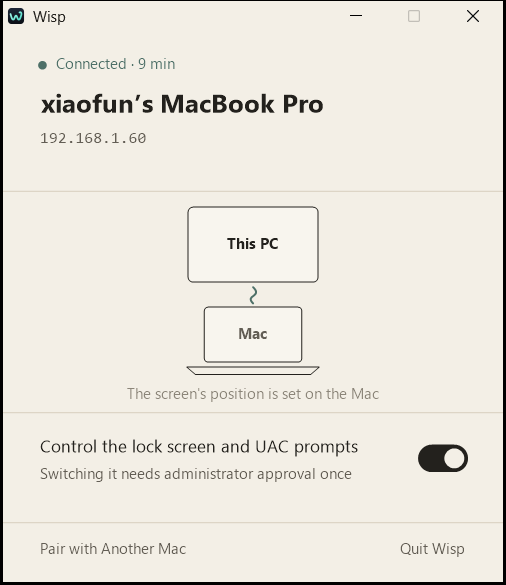 Wisp
Connected · 9 min
xiaofun’s MacBook Pro
192.168.1.60
This PC
Mac
The screen's position is set on the Mac
Control the lock screen and UAC prompts
Switching it needs administrator approval once
Pair with Another Mac
Quit Wisp